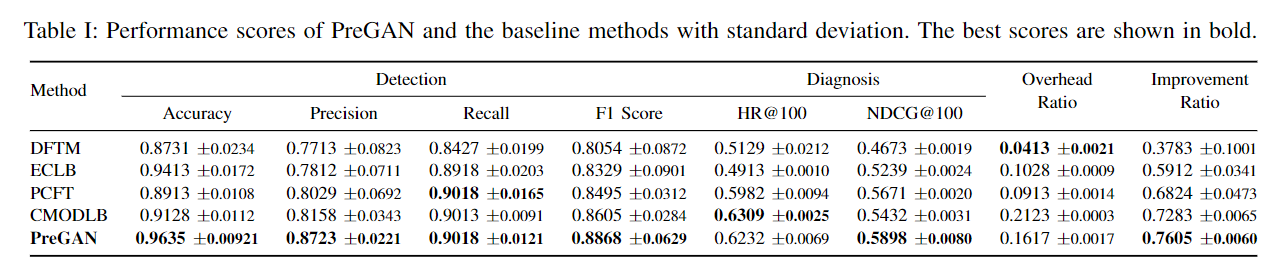 Table I: Performance scores of PreGAN and the baseline methods with standard deviation. The best scores are shown in bold.
Method Detection Diagnosis Overhead Ratio Improvement Ratio
Accuracy Precision Recall F1 Score HR@100 NDCG@100
DFTM 0.8731 ±0.0234 0.7713 ±0.0823 0.8427 ±0.0199 0.8054 ±0.0872 0.5129 ±0.0212 0.4673 ±0.0019 0.0413 ±0.0021 0.3783 ±0.1001
ECLB 0.9413 ±0.0172 0.7812 ±0.0711 0.8918 ±0.0203 0.8329 ±0.0901 0.4913 ±0.0010 0.5239 ±0.0024 0.1028 ±0.0009 0.5912 ±0.0341
PCFT 0.8913 ±0.0108 0.8029 ±0.0692 0.9018 ±0.0165 0.8495 ±0.0312 0.5982 ±0.0094 0.5671 ±0.0020 0.0913 ±0.0014 0.6824 ±0.0473
CMODLB 0.9128 ±0.0112 0.8158 ±0.0343 0.9013 ±0.0091 0.8605 ±0.0284 0.6309 ±0.0025 0.5432 ±0.0031 0.2123 ±0.0003 0.7283 ±0.0065
PreGAN 0.9635 ±0.00921 0.8723 ±0.0221 0.9018 ±0.0121 0.8868 ±0.0629 0.6232 ±0.0069 0.5898 ±0.0080 0.1617 ±0.0017 0.7605 ±0.0060